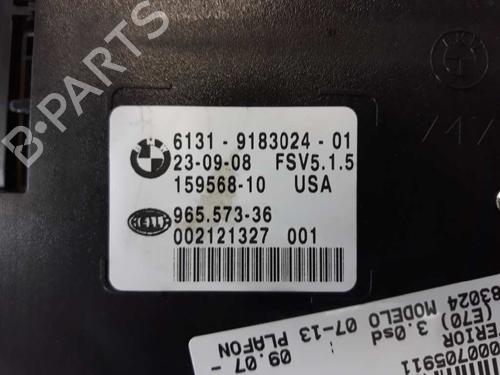 B-PARTS
6131 - 9183024 - 01
23-09-08 FSV5.1.5
159568-10 USA
965.573-36
002121327 001
09.07 -
3.0sd
(E70) MODELO 07-13 PLAFON